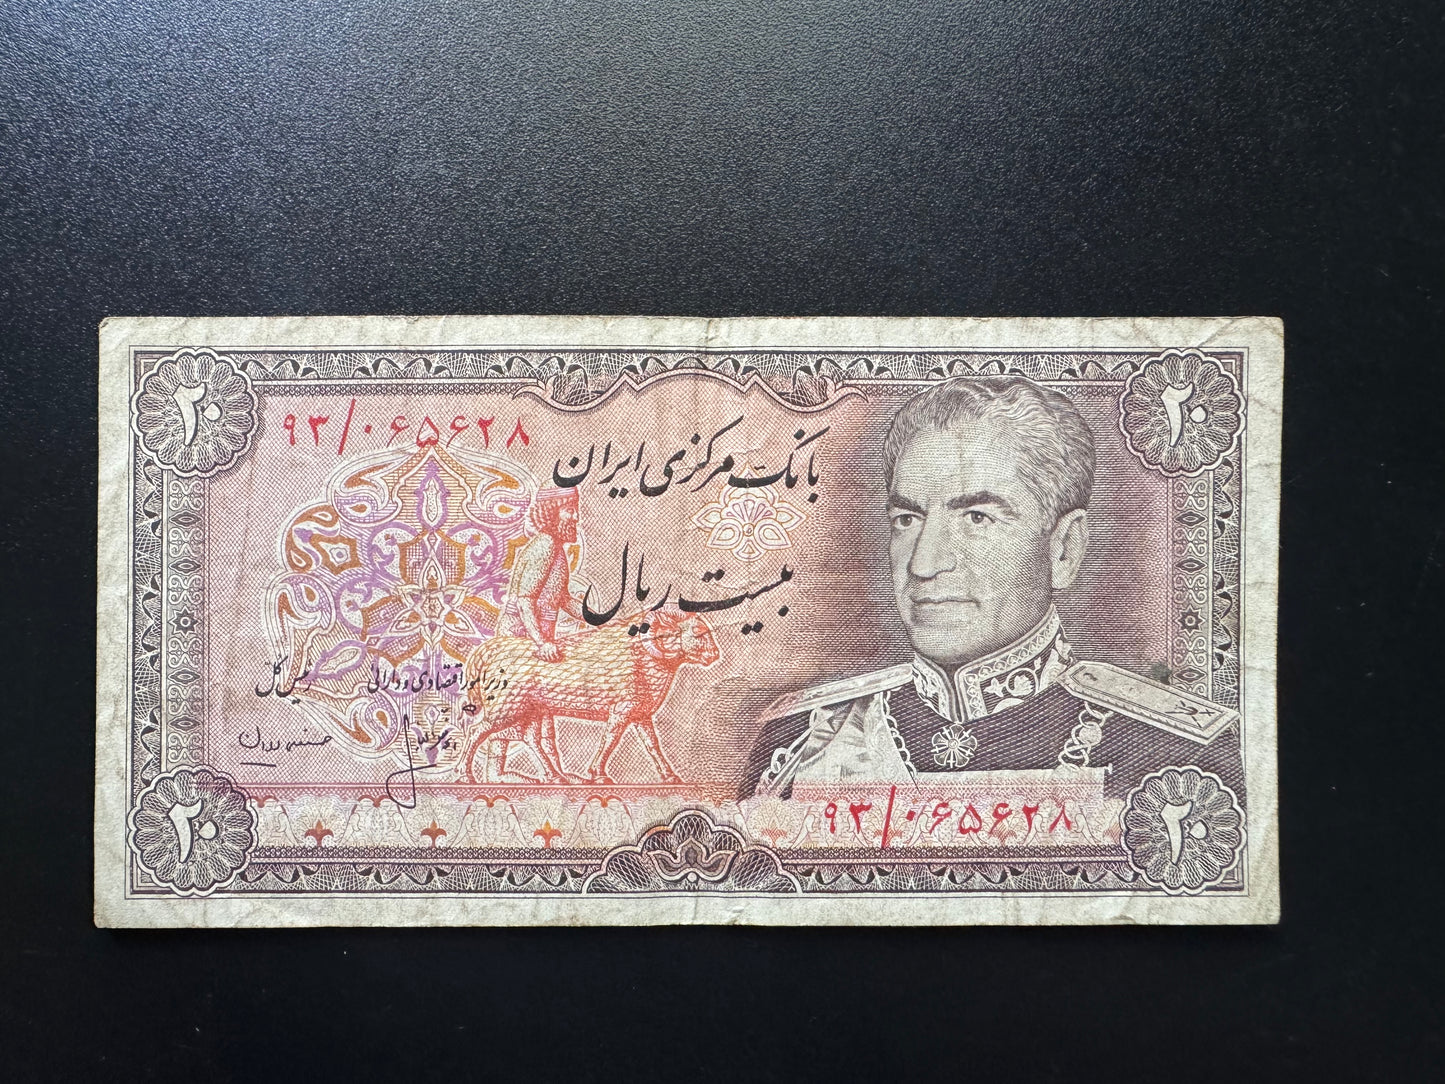 ۲۰
۲۰
۹۳/۰۶۵۶۲۸
بانک مرکزی ایران
بیست ریال
وزیر امور اقتصادی و دارائی
رئیس کل
۹۳/۰۶۵۶۲۸
۲۰
۲۰